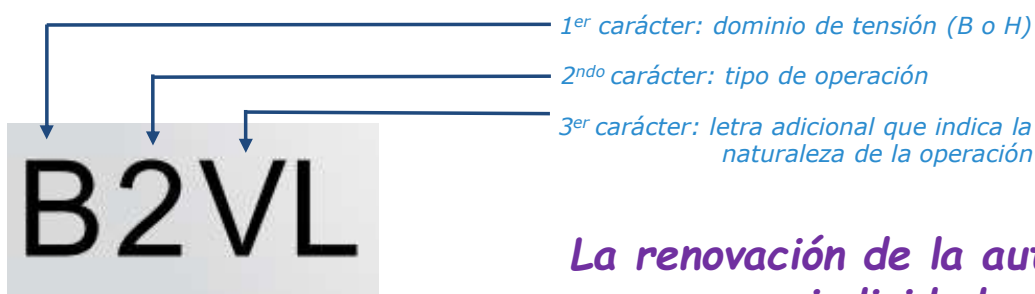 1er carácter: dominio de tensión (B o H)
2ndo carácter: tipo de operación
3er carácter: letra adicional que indica la
naturaleza de la operación
B2VL
La renovación de la